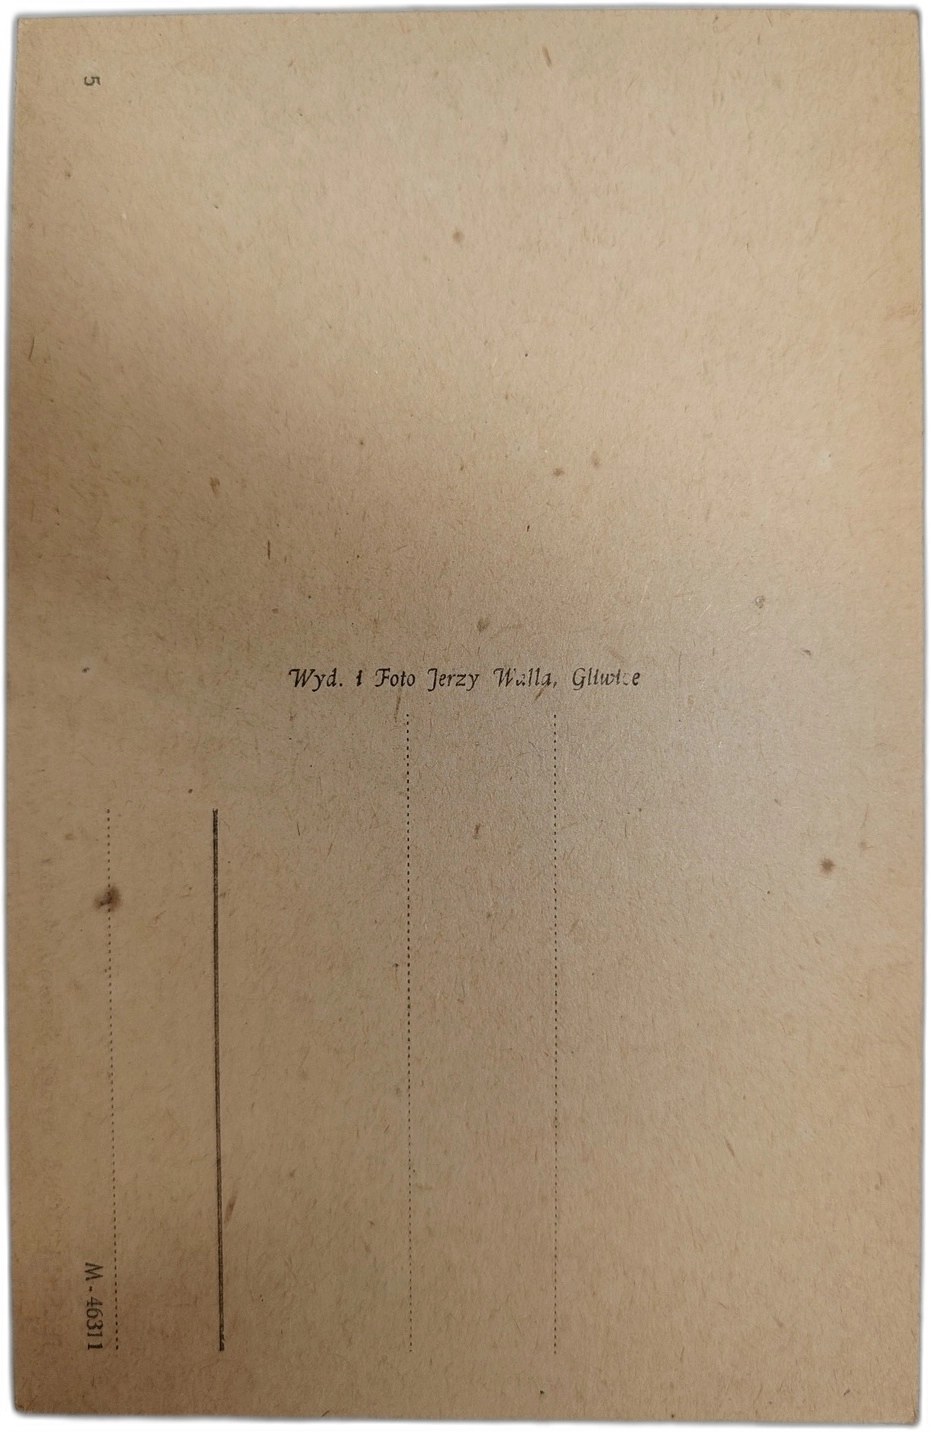 5
Wyd. i Foto Jerzy Walla, Gliwice
M-46311